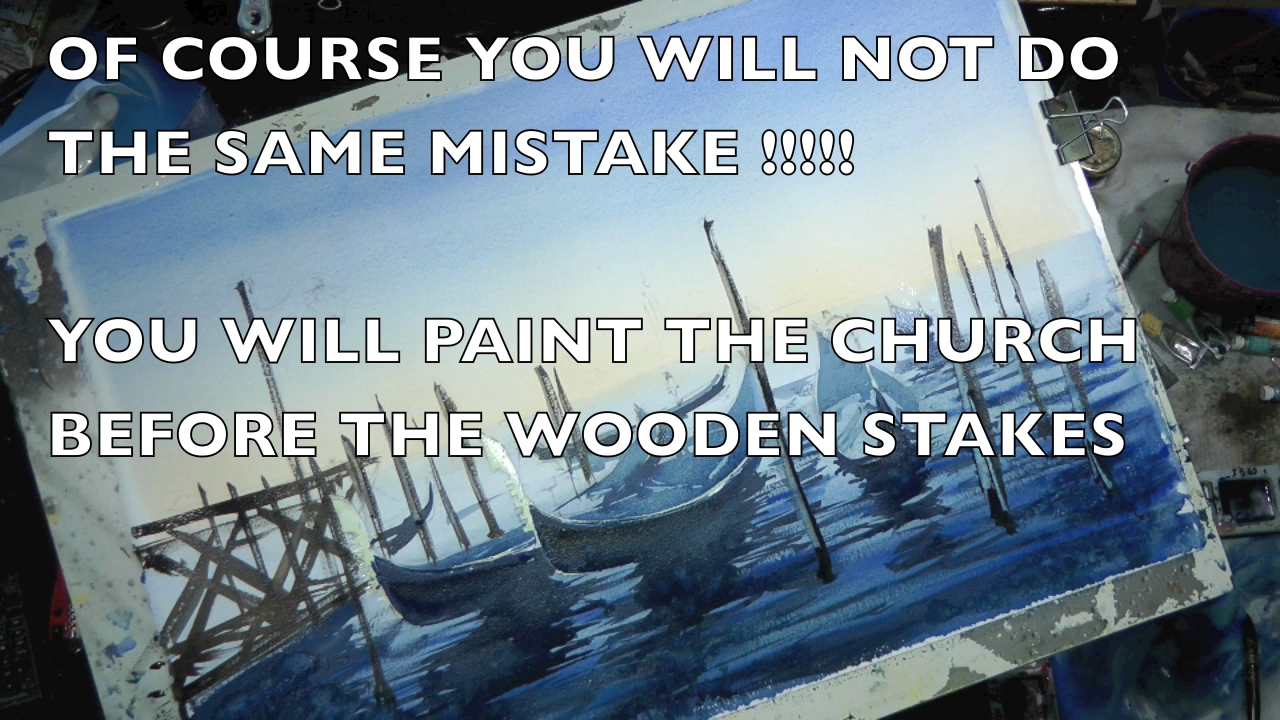 OF COURSE YOU WILL NOT DO
THE SAME MISTAKE !!!!!
YOU WILL PAINT THE CHURCH
BEFORE THE WOODEN STAKES